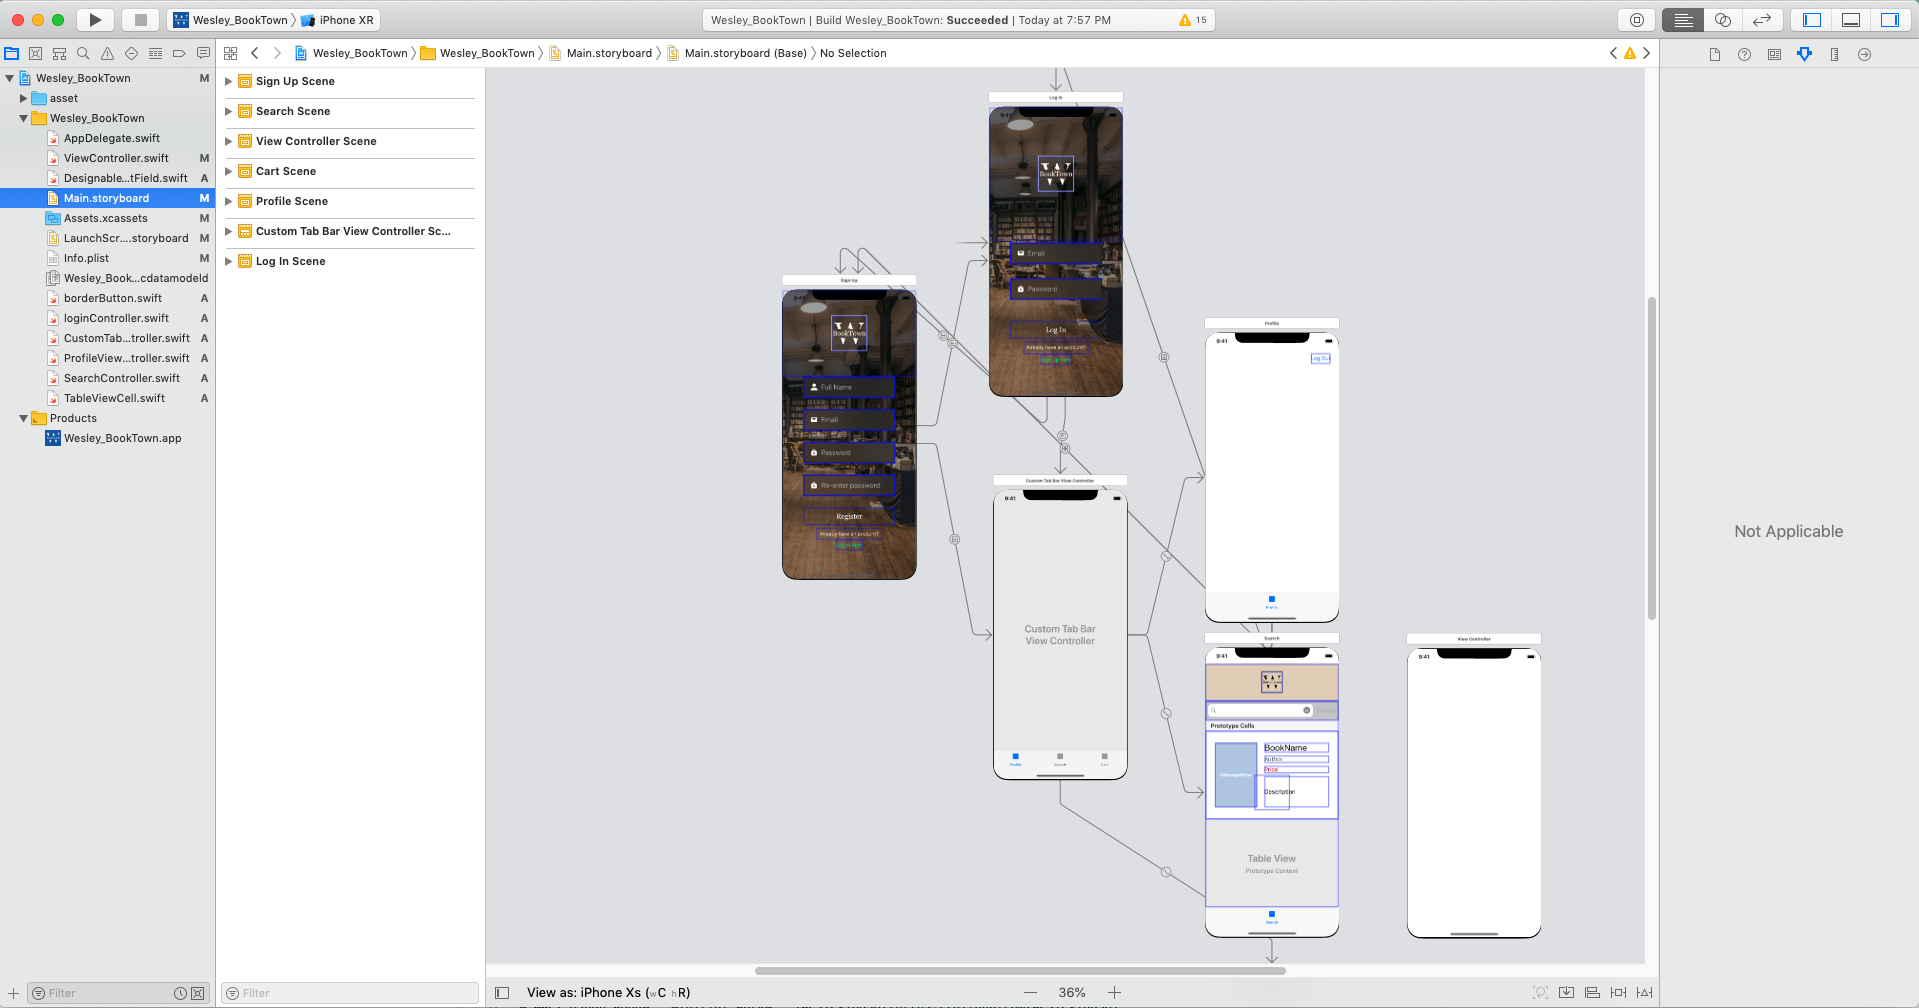 Wesley_BookTown
iPhone XR
Wesley_BookTown | Build Wesley_BookTown: Succeeded | Today at 7:57 PM
15
Wesley_BookTown
Wesley_BookTown
Main.storyboard
Main.storyboard (Base)
No Selection
Wesley_BookTown M
asset
Wesley_BookTown
AppDelegate.swift
ViewController.swift M
Designable...tField.swift A
Main.storyboard M
Assets.xcassets M
LaunchScr....storyboard M
Info.plist M
Wesley_Book...cdatamodeld
borderButton.swift A
loginController.swift A
CustomTab...troller.swift A
ProfileView...troller.swift A
SearchController.swift A
TableViewCell.swift A
Products
Wesley_BookTown.app
Filter
Sign Up Scene
Search Scene
View Controller Scene
Cart Scene
Profile Scene
Custom Tab Bar View Controller Sc...
Log In Scene
Filter
Log In
BookTown
Email
Password
Log In
Already have an account?
Sign Up
9:41
BookTown
Full Name
Email
Password
Re-enter password
Register
Already have an account?
Custom Tab Bar View Controller
9:41
Custom Tab Bar
View Controller
Profile
Search
Cart
Profile
9:41
Log Out
Profile
Search
9:41
Prototype Cells
UIImageView
BookName
Author
Price
Description
Table View
Prototype Content
Search
View Controller
9:41
View as: iPhone Xs (wC hR)
36%
Not Applicable